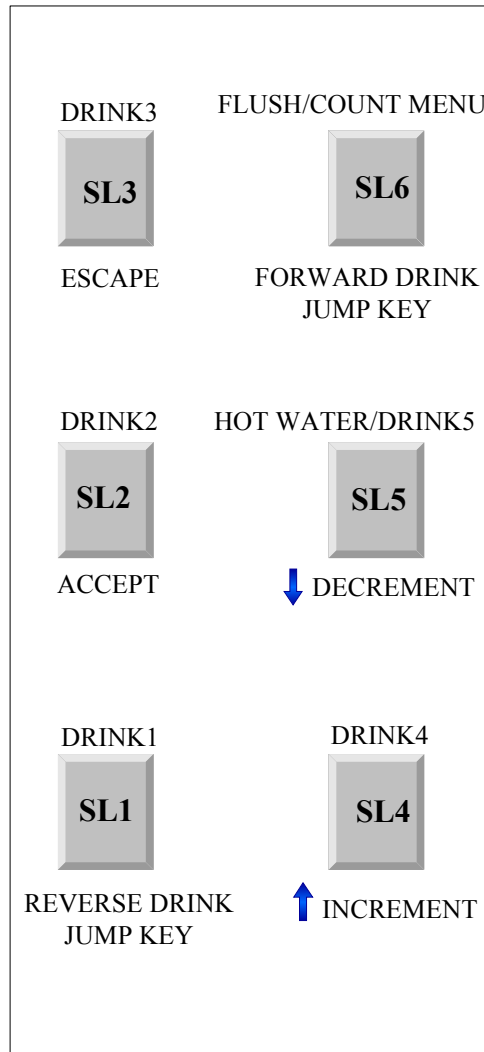 DRINK3
FLUSH/COUNT MENU
SL3
SL6
ESCAPE
FORWARD DRINK
JUMP KEY
DRINK2
HOT WATER/DRINK5
SL2
SL5
ACCEPT
DECREMENT
DRINK1
DRINK4
SL1
SL4
REVERSE DRINK
JUMP KEY
INCREMENT